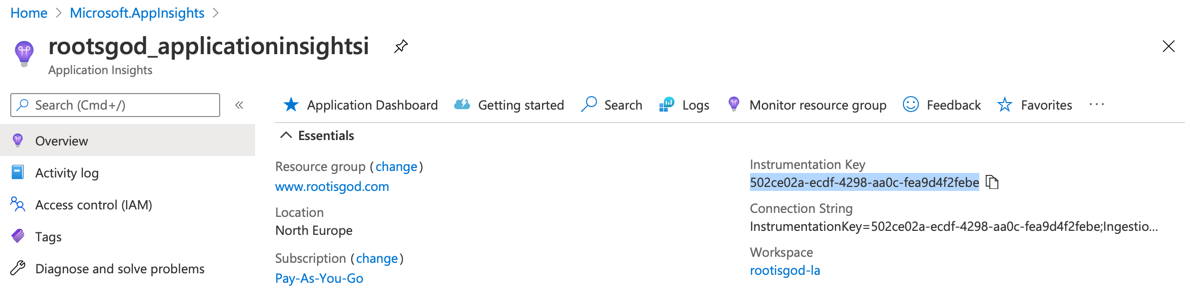 Home > Microsoft.AppInsights >
rootsgod_applicationinsightsi
Application Insights
Search (Cmd+/)
«
Application Dashboard Getting started Search Logs Monitor resource group Feedback Favorites ...
Essentials
Overview
Activity log
Access control (IAM)
Tags
Diagnose and solve problems
Resource group (change)
www.rootisgod.com
Location
North Europe
Subscription (change)
Pay-As-You-Go
Instrumentation Key
502ce02a-ecdf-4298-aa0c-fea9d4f2febe
Connection String
InstrumentationKey=502ce02a-ecdf-4298-aa0c-fea9d4f2febe;Ingestio...
Workspace
rootisgod-la